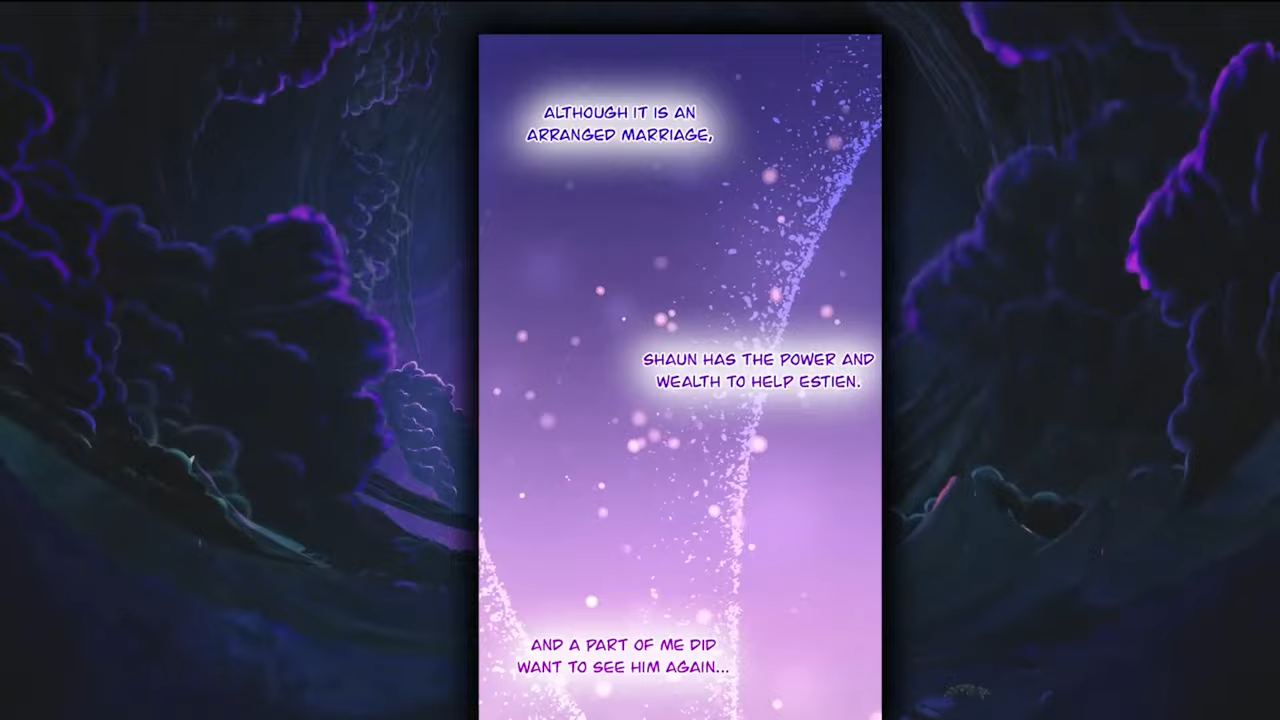 ALTHOUGH IT IS AN
ARRANGED MARRIAGE,
SHAUN HAS THE POWER AND
WEALTH TO HELP ESTIEN.
AND A PART OF ME DID
WANT TO SEE HIM AGAIN...